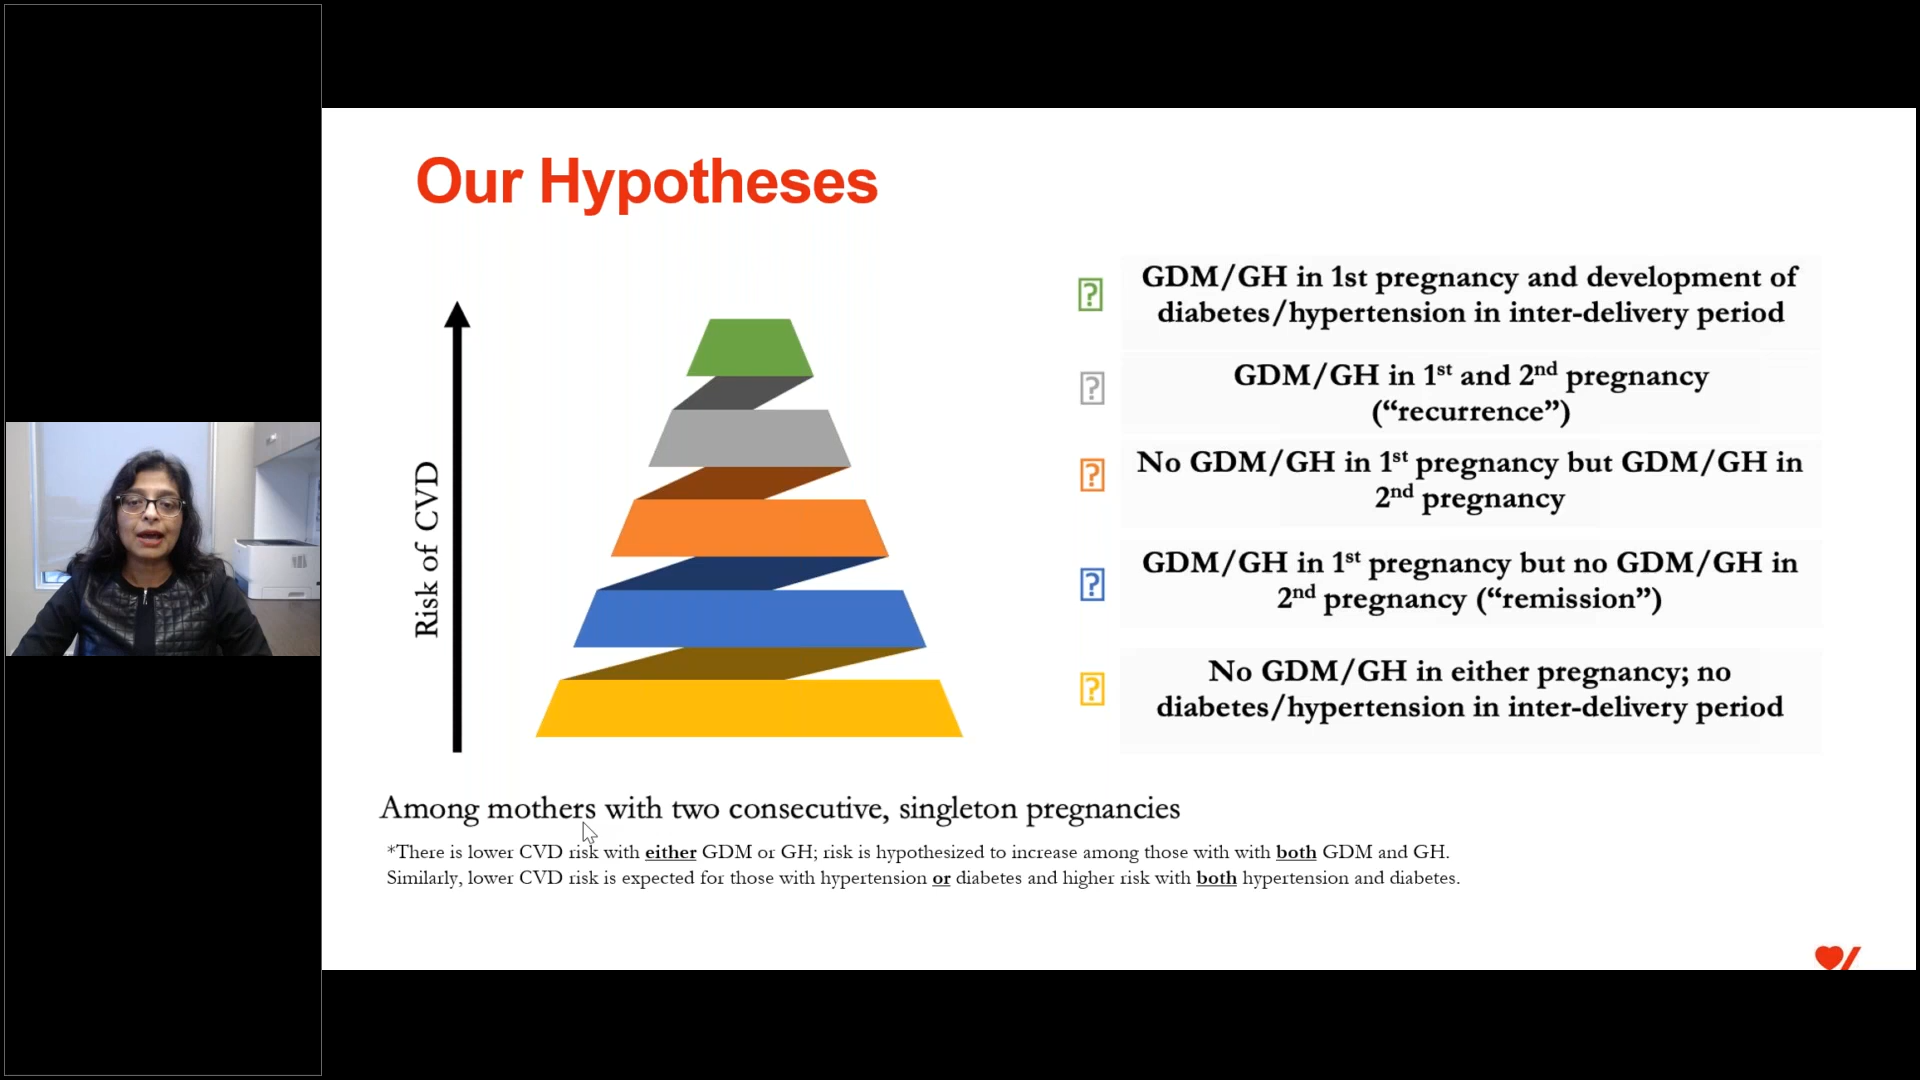 Our Hypotheses
Risk of CVD
GDM/GH in 1st pregnancy and development of
diabetes/hypertension in inter-delivery period
GDM/GH in 1st and 2nd pregnancy
(“recurrence”)
No GDM/GH in 1st pregnancy but GDM/GH in
2nd pregnancy
GDM/GH in 1st pregnancy but no GDM/GH in
2nd pregnancy (“remission”)
No GDM/GH in either pregnancy; no
diabetes/hypertension in inter-delivery period
Among mothers with two consecutive, singleton pregnancies
*There is lower CVD risk with either GDM or GH; risk is hypothesized to increase among those with with both GDM and GH.
Similarly, lower CVD risk is expected for those with hypertension or diabetes and higher risk with both hypertension and diabetes.